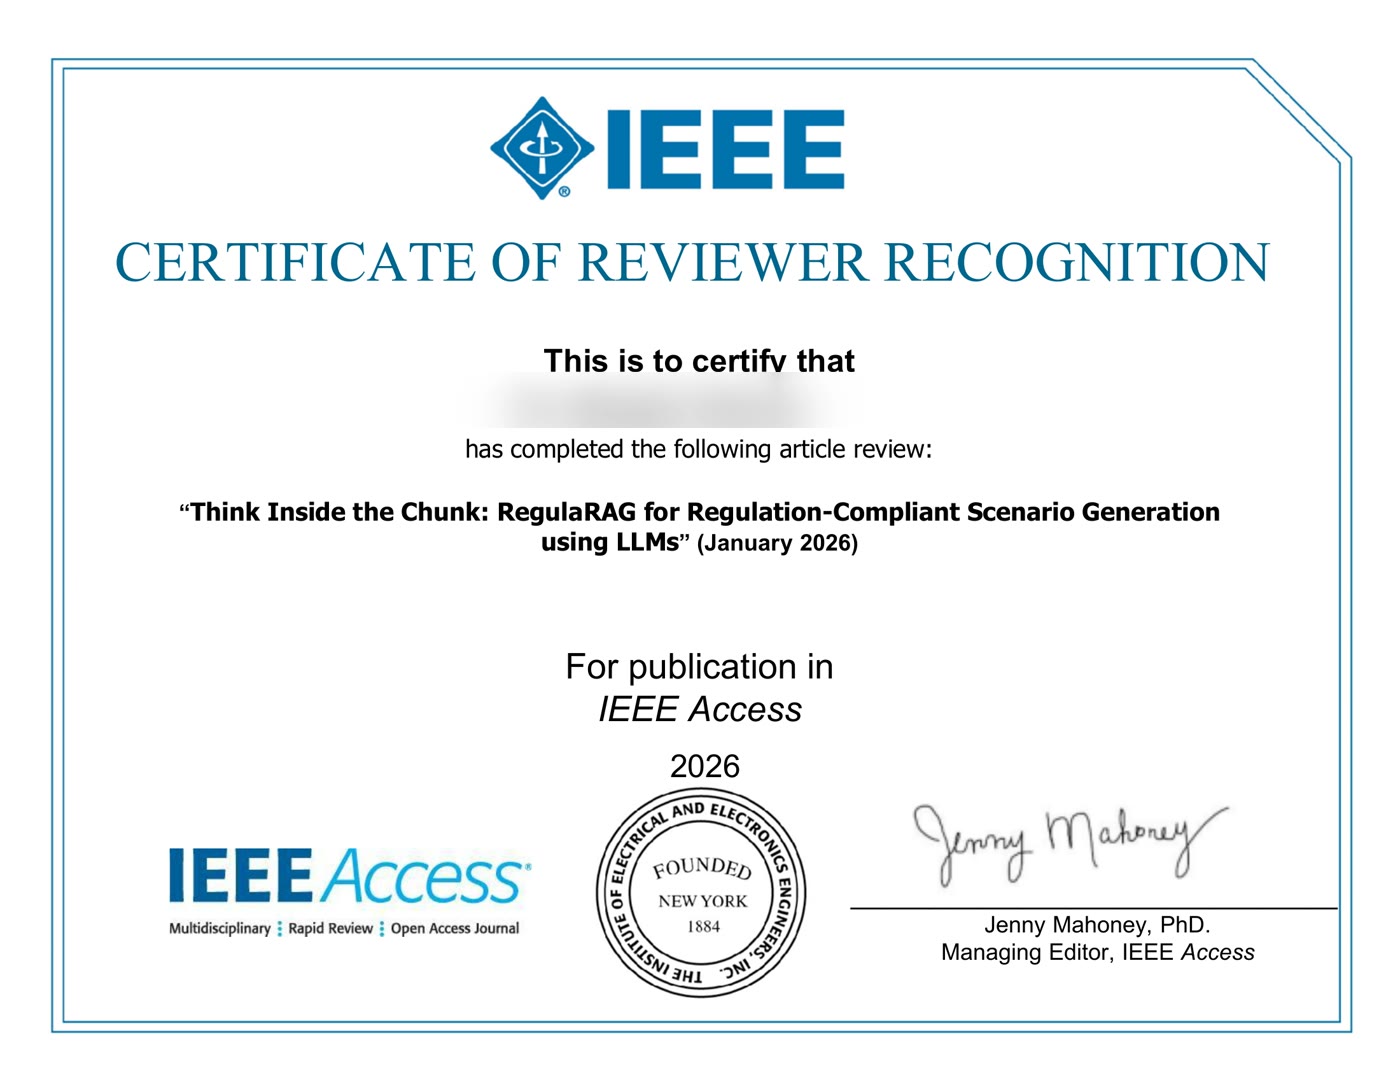 IEEE
CERTIFICATE OF REVIEWER RECOGNITION
This is to certify that
has completed the following article review:
“Think Inside the Chunk: RegulaRAG for Regulation-Compliant Scenario Generation
using LLMs” (January 2026)
For publication in
IEEE Access
2026
IEEE Access
Multidisciplinary Rapid Review Open Access Journal
THE INSTITUTE OF ELECTRICAL AND ELECTRONICS ENGINEERS, INC.
FOUNDED
NEW YORK
1884
Jenny Mahoney
Jenny Mahoney, PhD.
Managing Editor, IEEE Access